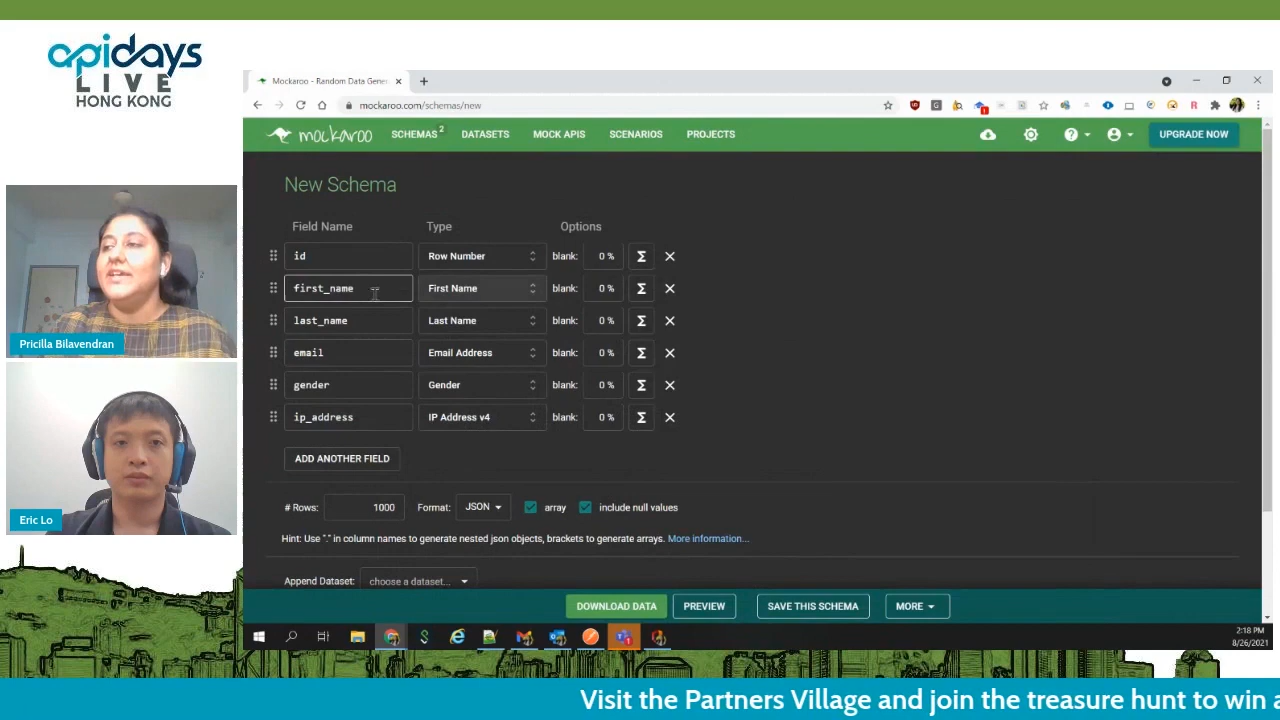 apidays
LIVE
HONG KONG
Mockaroo - Random Data Gene
mockaroo.com/schemas/new
mockaroo
SCHEMAS 2
DATASETS
MOCK APIS
SCENARIOS
PROJECTS
UPGRADE NOW
New Schema
Field Name Type Options
id Row Number blank: 0 % Σ
first_name First Name blank: 0 % Σ
last_name Last Name blank: 0 % Σ
email Email Address blank: 0 % Σ
gender Gender blank: 0 % Σ
ip_address IP Address v4 blank: 0 % Σ
ADD ANOTHER FIELD
# Rows: 1000 Format: JSON array include null values
Hint: Use "." in column names to generate nested json objects, brackets to generate arrays. More information...
Append Dataset: choose a dataset...
DOWNLOAD DATA PREVIEW SAVE THIS SCHEMA MORE
2:18 PM
8/26/2021
Pricilla Bilavendran
Eric Lo
Visit the Partners Village and join the treasure hunt to win a